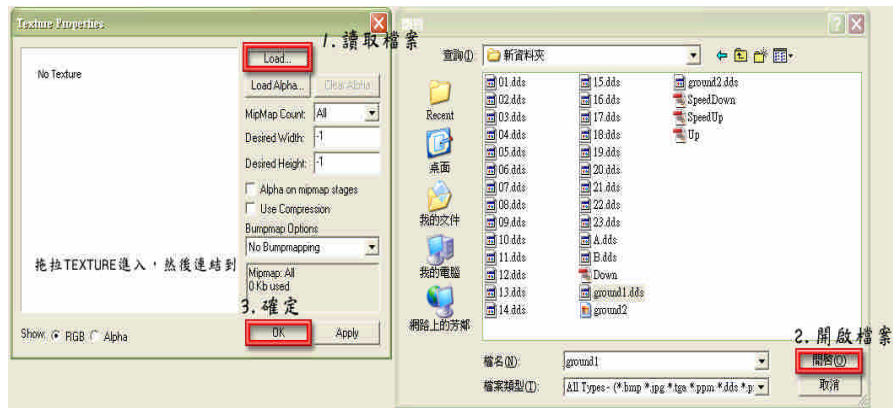 Texture Properties
1.讀取檔案
No Texture
Load...
Load Alpha...
Clear Alpha
MipMap Count:
All
Desired Width:
-1
Desired Height:
-1
Alpha on mipmap stages
Use Compression
Bumpmap Options
No Bumpmapping
拖拉TEXTURE進入，然後連結到
Mipmap: All
0 Kb used
3.確定
Show:
RGB
Alpha
OK
Apply
查詢(I):
新資料夾
Recent
桌面
我的文件
我的電腦
網路上的芳鄰
01.dds
02.dds
03.dds
04.dds
05.dds
06.dds
07.dds
08.dds
09.dds
10.dds
11.dds
12.dds
13.dds
14.dds
15.dds
16.dds
17.dds
18.dds
19.dds
20.dds
21.dds
22.dds
23.dds
A.dds
B.dds
Down
ground1.dds
ground2
ground2.dds
SpeedDown
SpeedUp
Up
2.開啟檔案
檔名(N):
ground1
開啟(O)
檔案類型(T):
All Types - (*.bmp *.jpg *.tga *.ppm *.dds *.p
取消